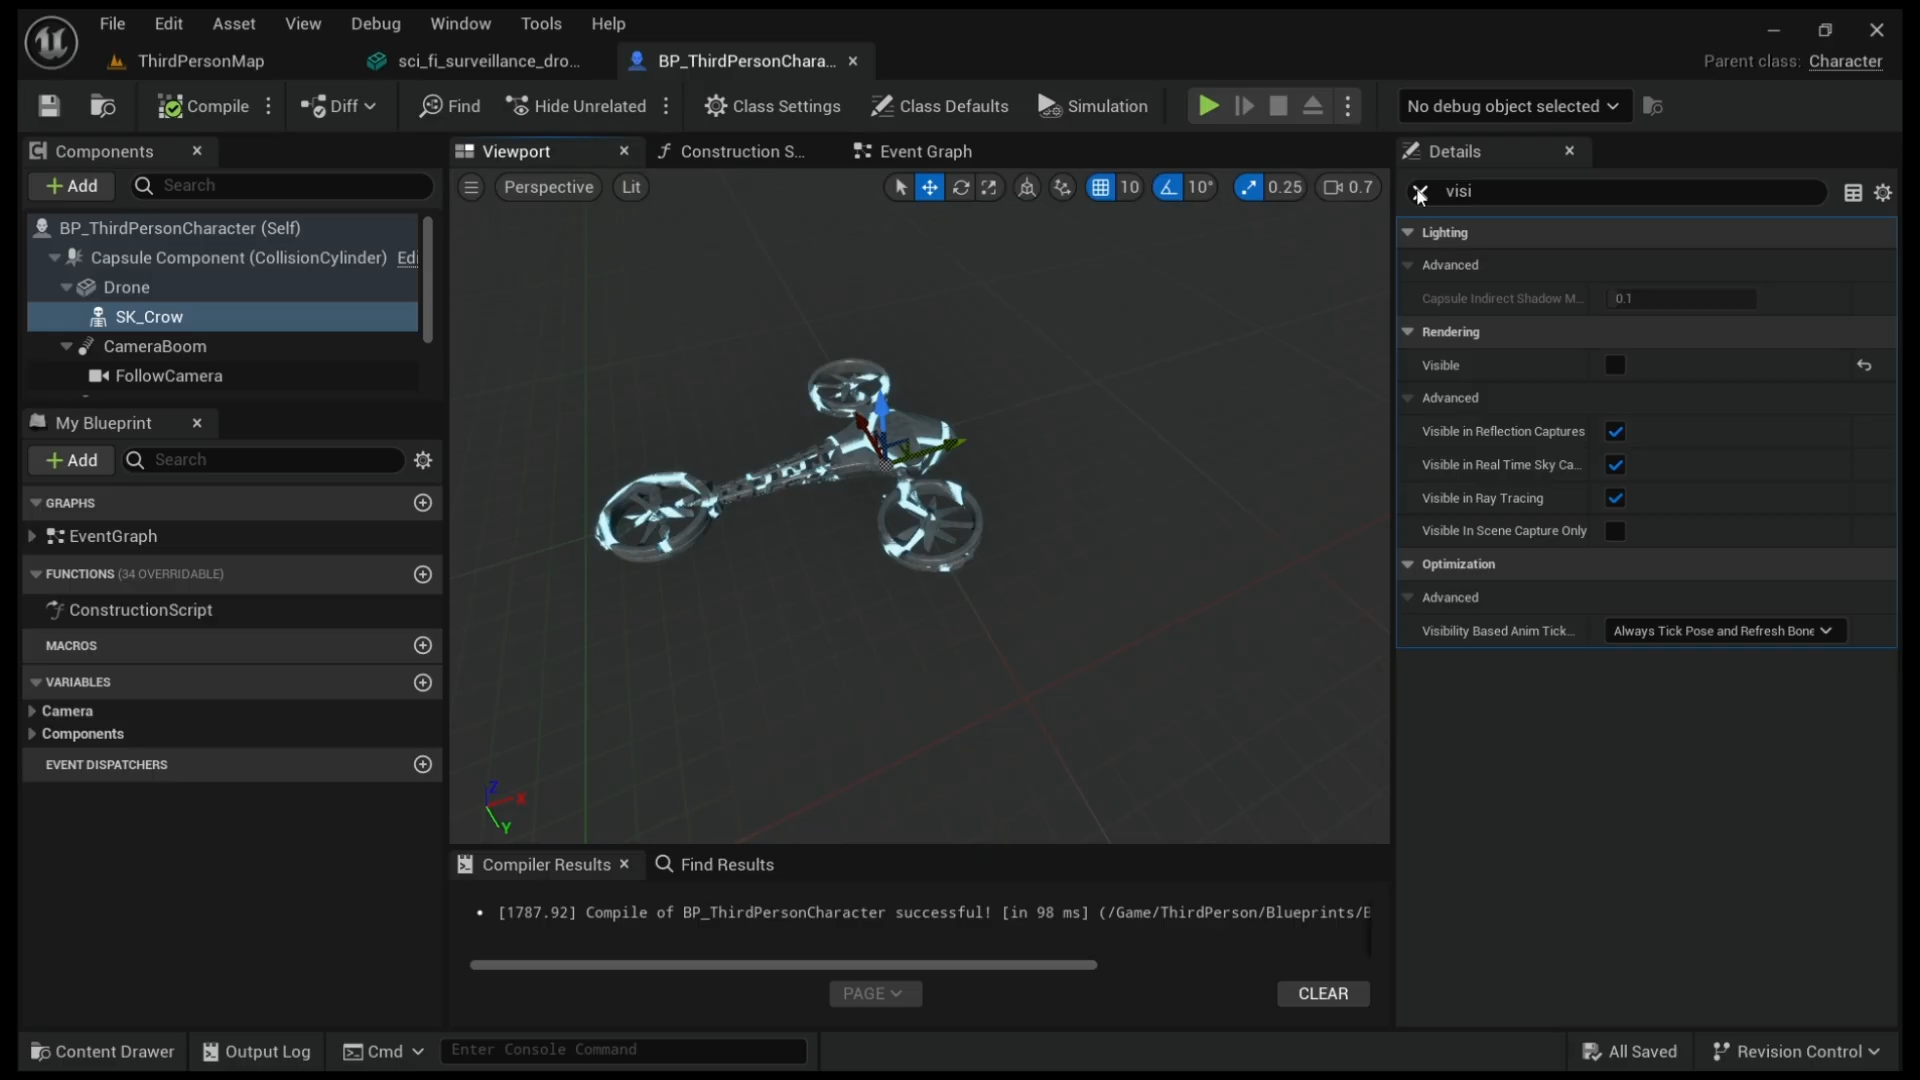 File Edit Asset View Debug Window Tools Help
ThirdPersonMap
sci_fi_surveillance_dro...
BP_ThirdPersonChara...
Parent class: Character
Compile
Diff
Find
Hide Unrelated
Class Settings
Class Defaults
Simulation
No debug object selected
Components
Add
Search
BP_ThirdPersonCharacter (Self)
Capsule Component (CollisionCylinder) Edi
Drone
SK_Crow
CameraBoom
FollowCamera
My Blueprint
Add
Search
GRAPHS
EventGraph
FUNCTIONS (34 OVERRIDABLE)
ConstructionScript
MACROS
VARIABLES
Camera
Components
EVENT DISPATCHERS
Viewport
Construction S...
Event Graph
Perspective
Lit
10
10°
0.25
0.7
Z
X
Y
Compiler Results
Find Results
[1787.92] Compile of BP_ThirdPersonCharacter successful! [in 98 ms] (/Game/ThirdPerson/Blueprints/B
PAGE
CLEAR
Details
visi
Lighting
Advanced
Capsule Indirect Shadow M...
0.1
Rendering
Visible
Advanced
Visible in Reflection Captures
Visible in Real Time Sky Ca...
Visible in Ray Tracing
Visible In Scene Capture Only
Optimization
Advanced
Visibility Based Anim Tick...
Always Tick Pose and Refresh Bone
Content Drawer
Output Log
Cmd
Enter Console Command
All Saved
Revision Control